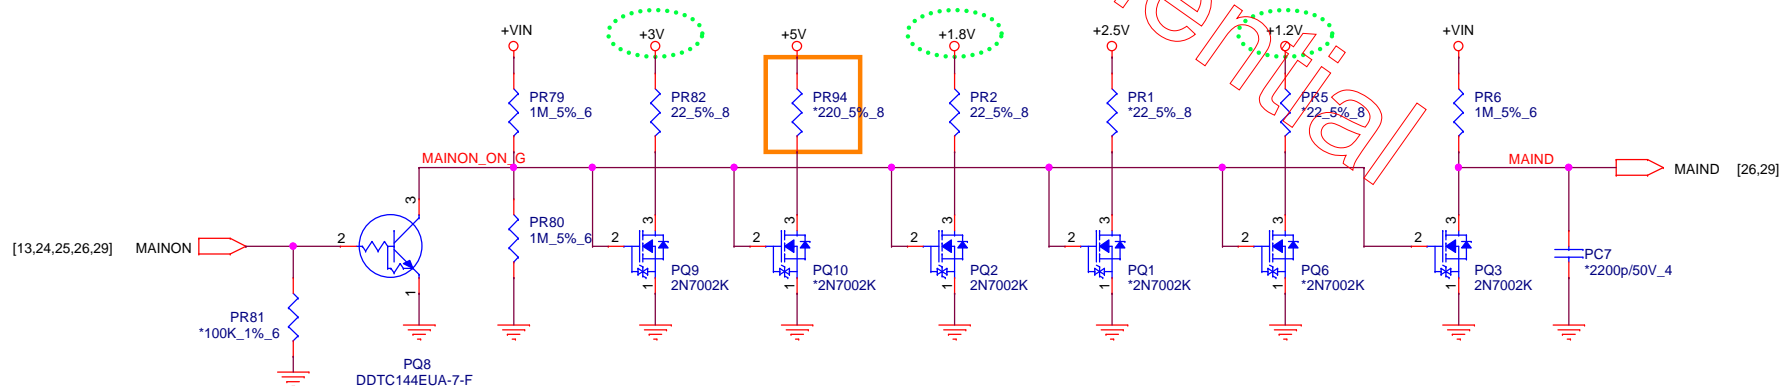 +VIN
+3V
+5V
+1.8V
+2.5V
+1.2V
+VIN
PR79
1M_5%_6
PR82
22_5%_8
PR94
*220_5%_8
PR2
22_5%_8
PR1
*22_5%_8
PR5
*22_5%_8
PR6
1M_5%_6
ential
MAINON_ON_G
MAIND
MAIND [26,29]
3
2
1
[13,24,25,26,29] MAINON
PR80
1M_5%_6
3
2
1
PQ9
2N7002K
3
2
1
PQ10
*2N7002K
3
2
1
PQ2
2N7002K
3
2
1
PQ1
*2N7002K
3
2
1
PQ6
*2N7002K
3
2
1
PQ3
2N7002K
PC7
*2200p/50V_4
PR81
*100K_1%_6
PQ8
DDTC144EUA-7-F